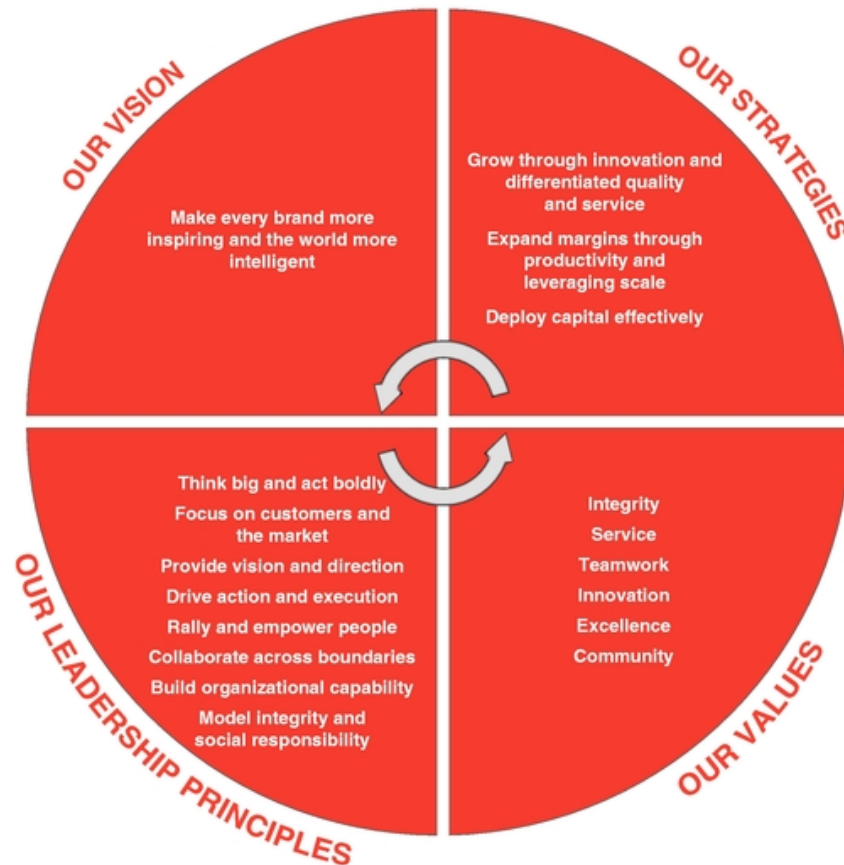 OUR VISION
Make every brand more
inspiring and the world more
intelligent
OUR STRATEGIES
Grow through innovation and
differentiated quality
and service
Expand margins through
productivity and
leveraging scale
Deploy capital effectively
OUR LEADERSHIP PRINCIPLES
Think big and act boldly
Focus on customers and
the market
Provide vision and direction
Drive action and execution
Rally and empower people
Collaborate across boundaries
Build organizational capability
Model integrity and
social responsibility
OUR VALUES
Integrity
Service
Teamwork
Innovation
Excellence
Community